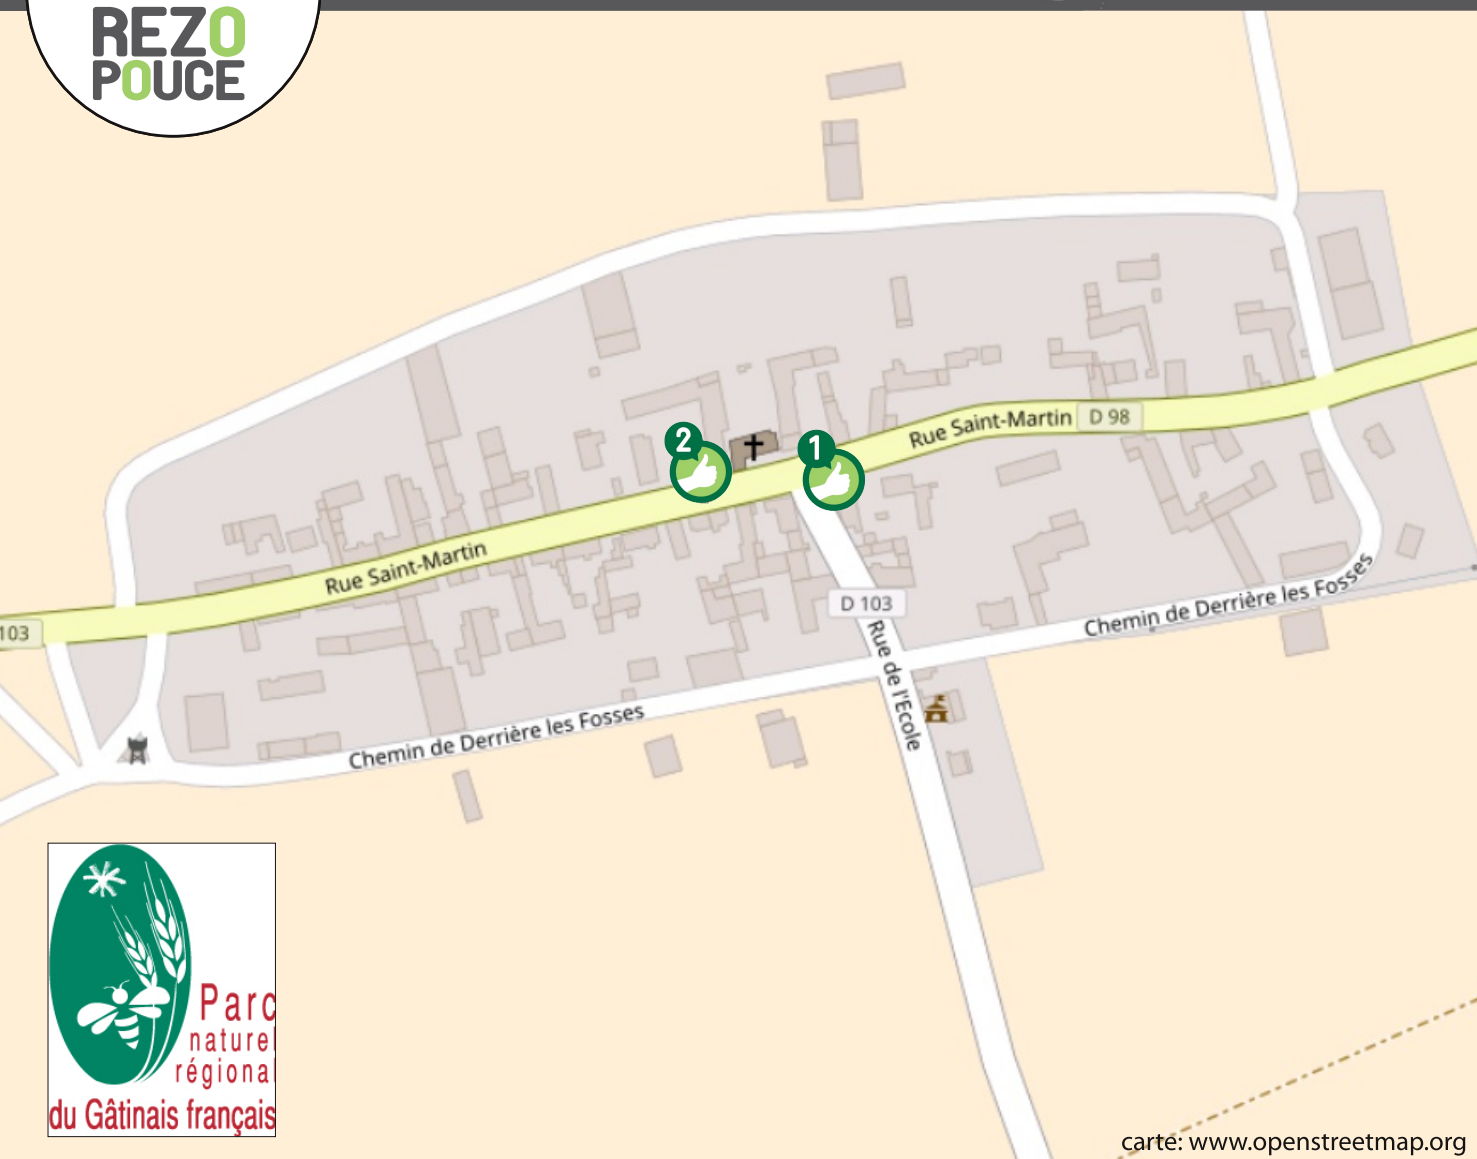 REZO
POUCE
Rue Saint-Martin
D 98
2
1
Rue Saint-Martin
103
D 103
Chemin de Derrière les Fosses
Rue de l'Ecole
Chemin de Derrière les Fosses
Parc
naturel
régional
du Gâtinais français
carte: www.openstreetmap.org